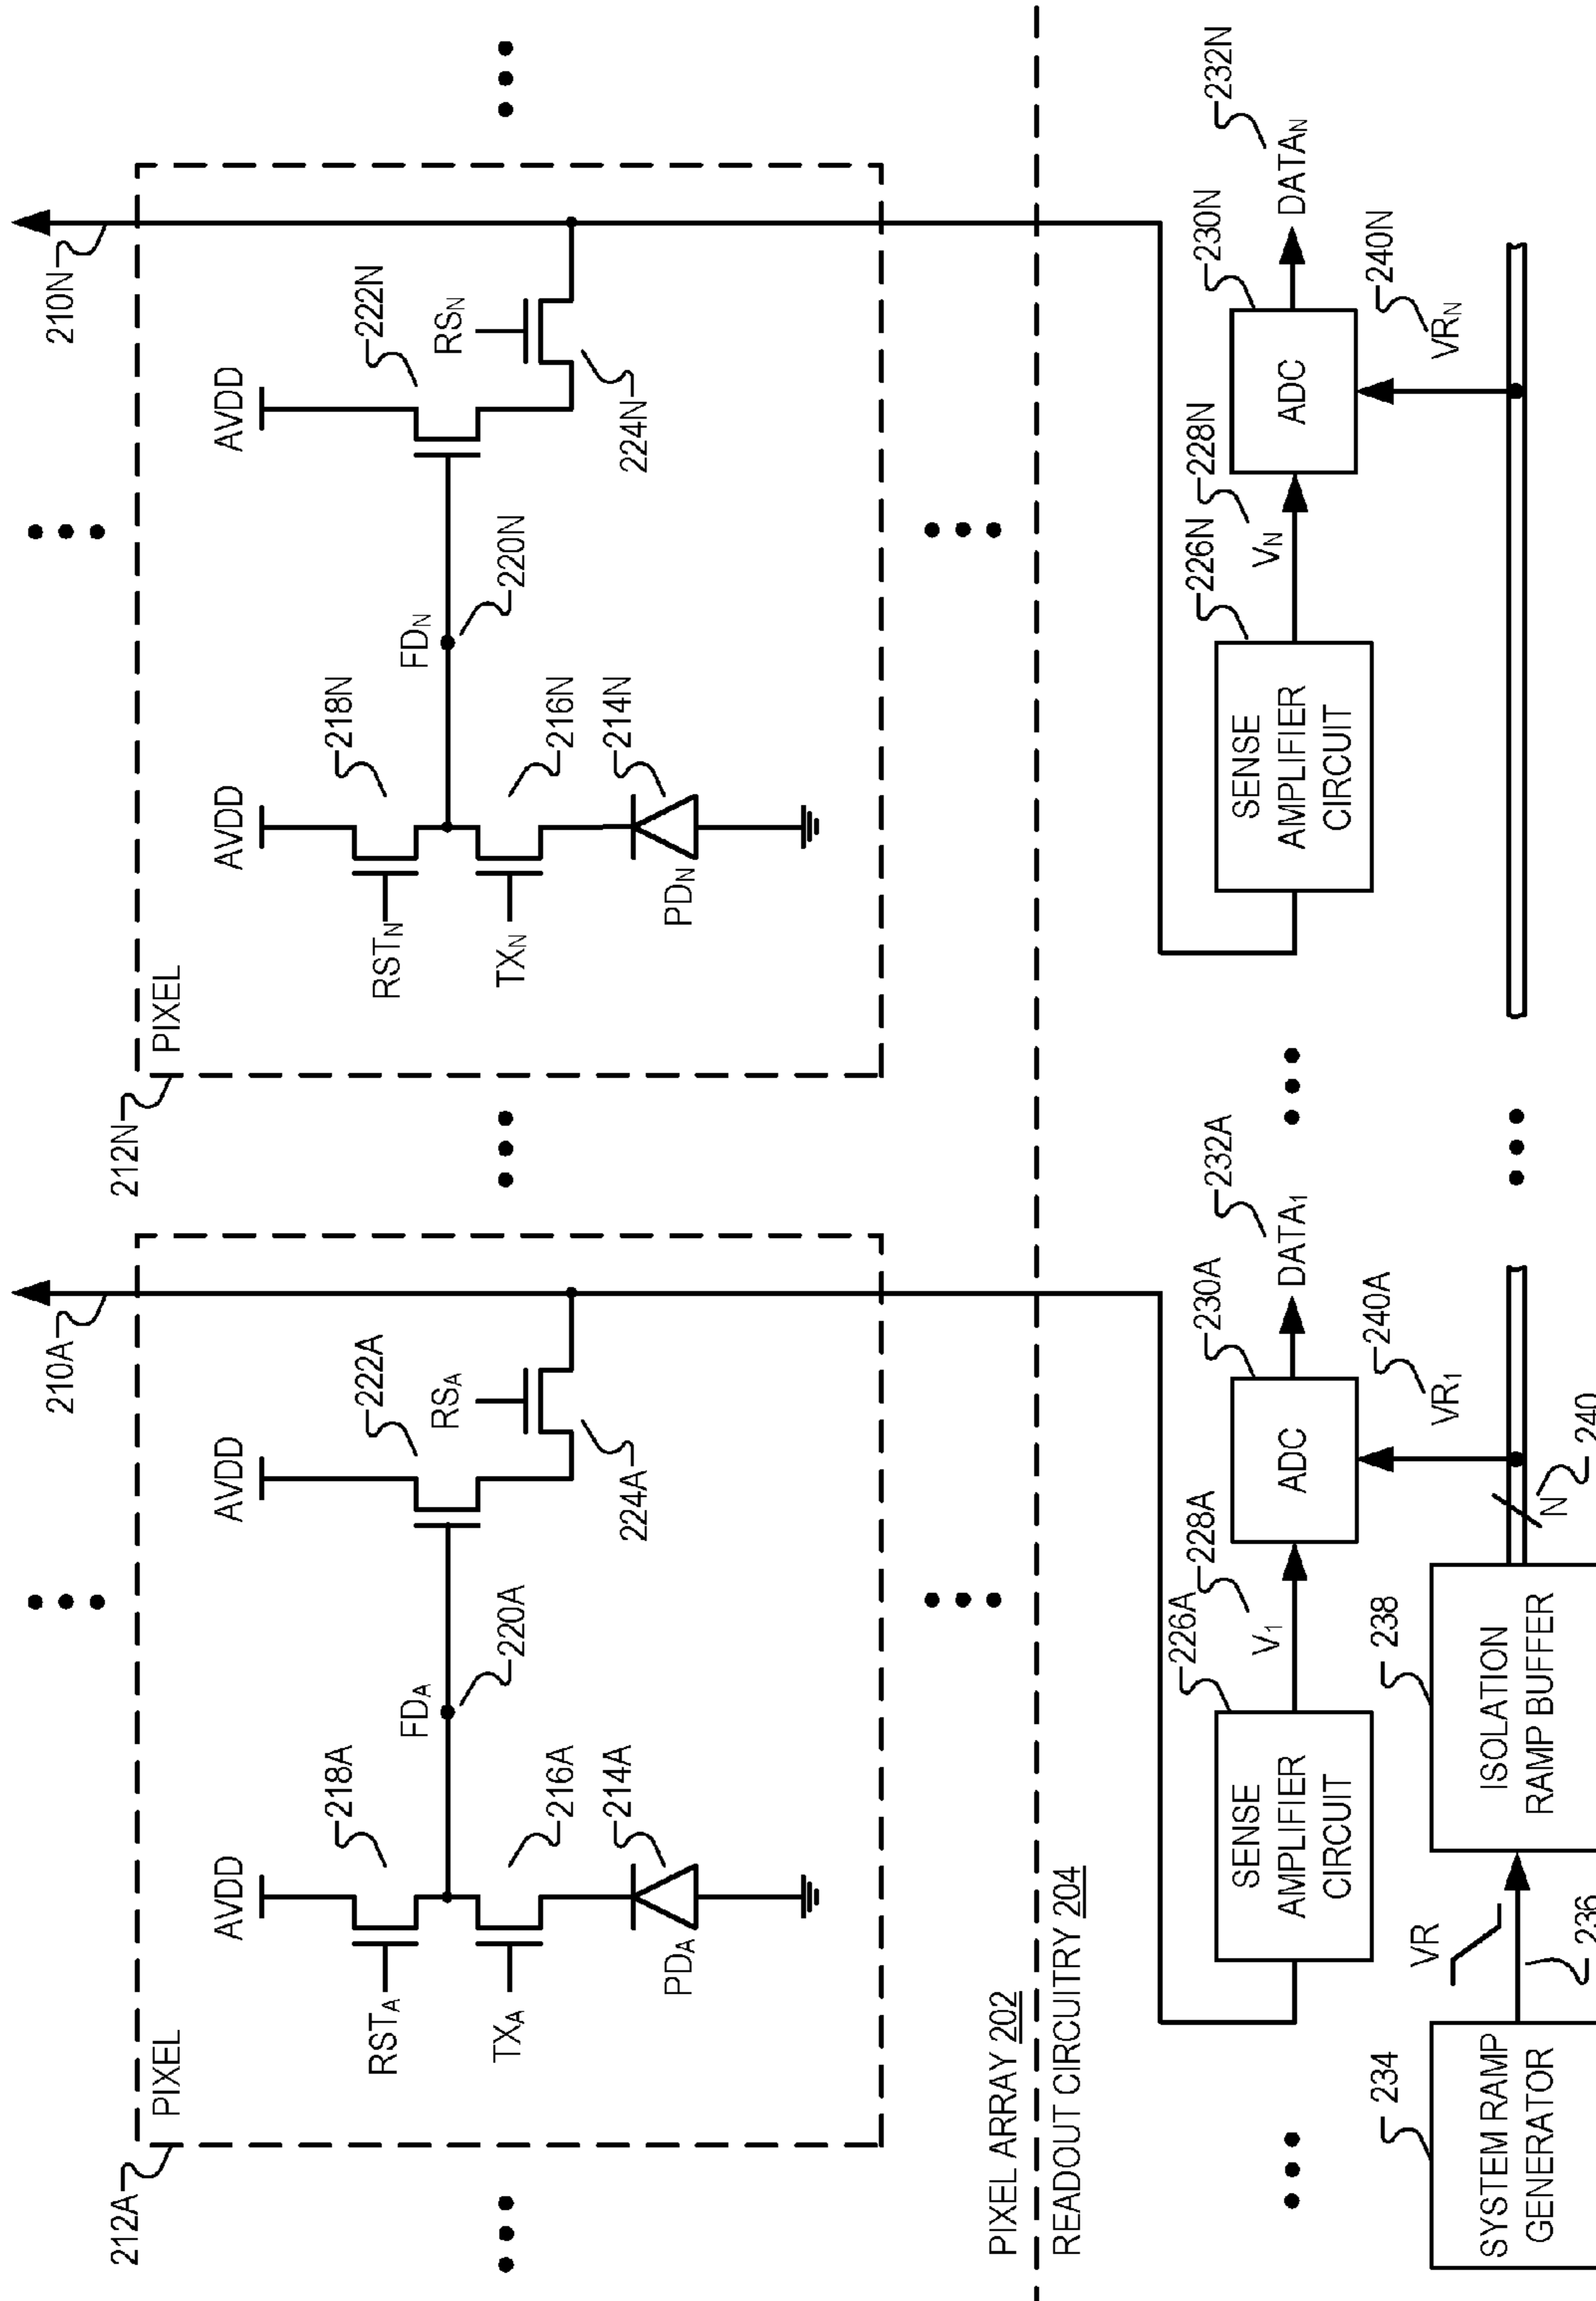 210A
210N
212A
PIXEL
AVDD
218A
RSTA
TXA
216A
214A
PDA
FDA
220A
AVDD
222A
RSA
224A
212N
PIXEL
AVDD
218N
RSTN
TXN
216N
214N
PDN
FDN
220N
AVDD
222N
RSN
224N
PIXEL ARRAY 202
READOUT CIRCUITRY 204
SENSE
AMPLIFIER
CIRCUIT
226A
V1
228A
ADC
230A
DATA1
232A
VR1
240A
SENSE
AMPLIFIER
CIRCUIT
226N
VN
228N
ADC
230N
DATAN
232N
VRN
240N
234
SYSTEM RAMP
GENERATOR
VR
236
238
ISOLATION
RAMP BUFFER
N
240